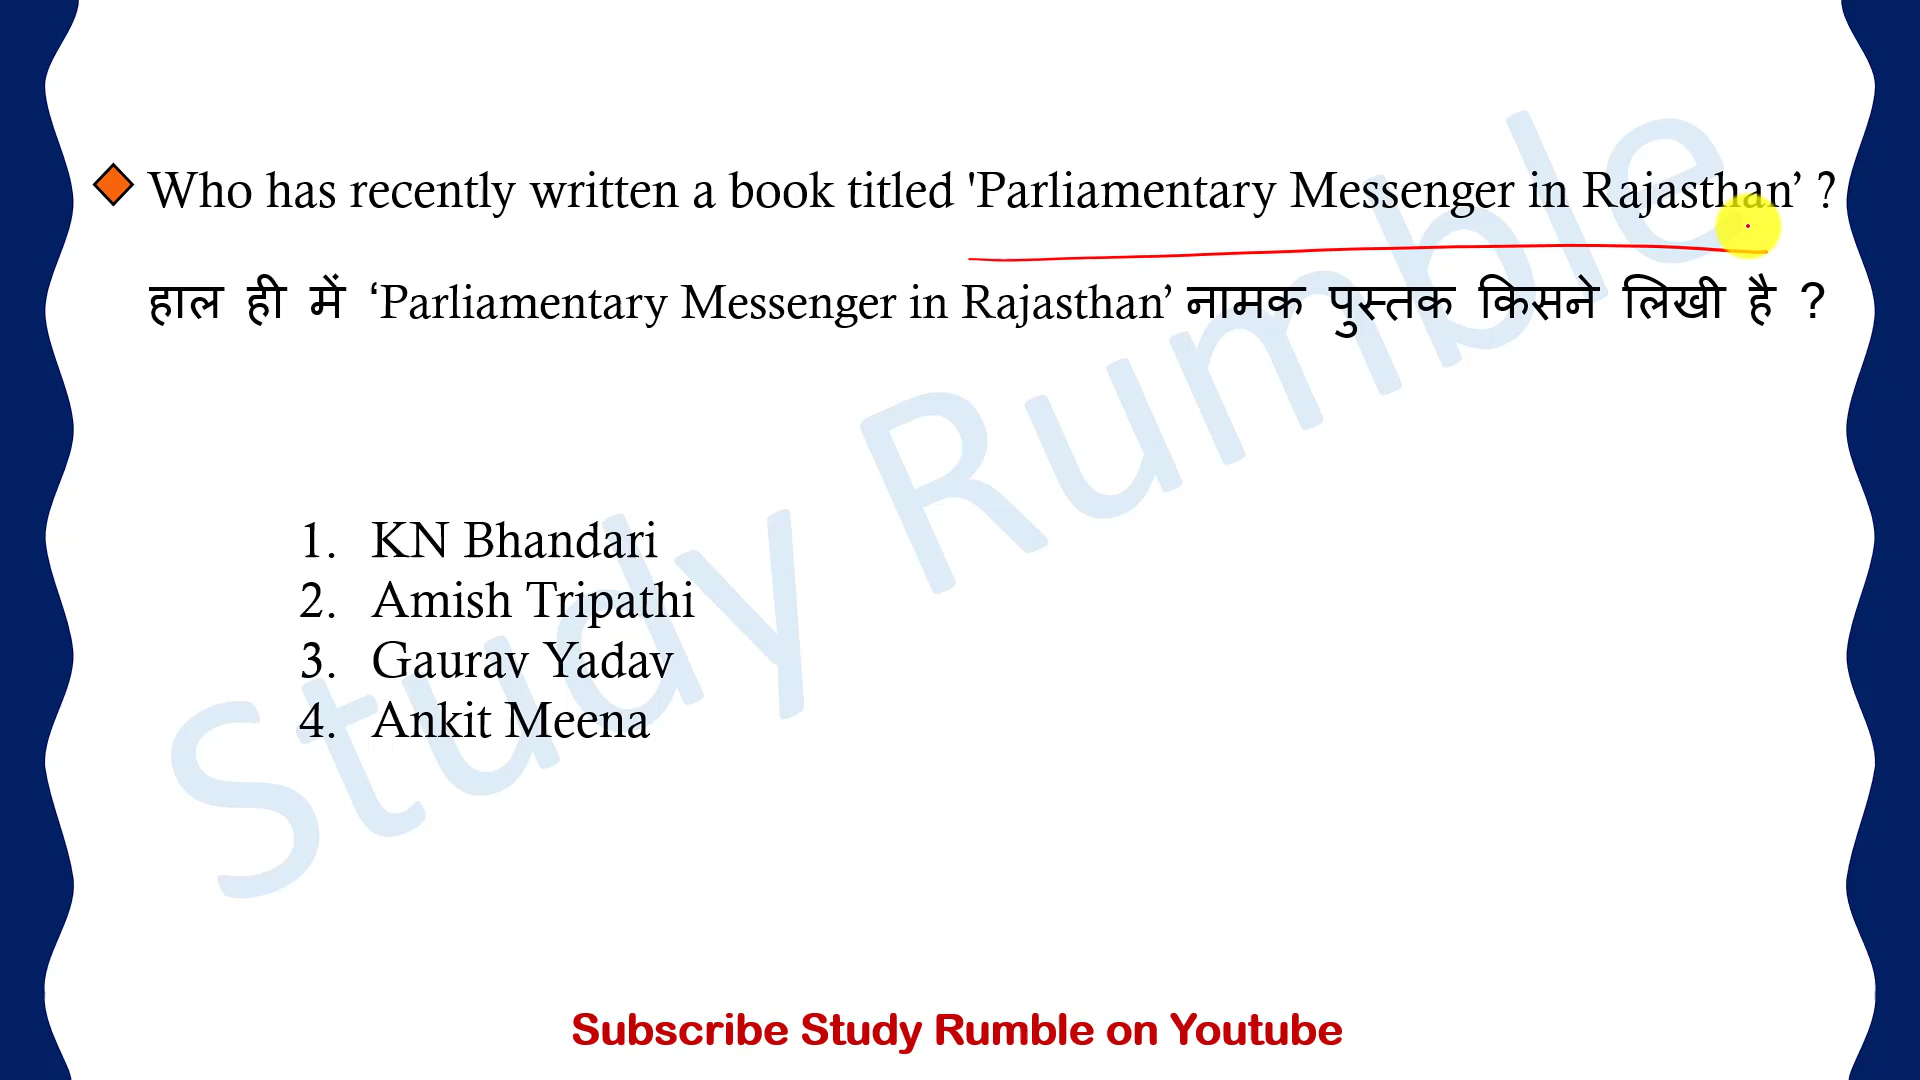 Who has recently written a book titled 'Parliamentary Messenger in Rajasthan’ ?
हाल ही में ‘Parliamentary Messenger in Rajasthan’ नामक पुस्तक किसने लिखी है ?
1. KN Bhandari
2. Amish Tripathi
3. Gaurav Yadav
4. Ankit Meena
Study Rumble
Subscribe Study Rumble on Youtube